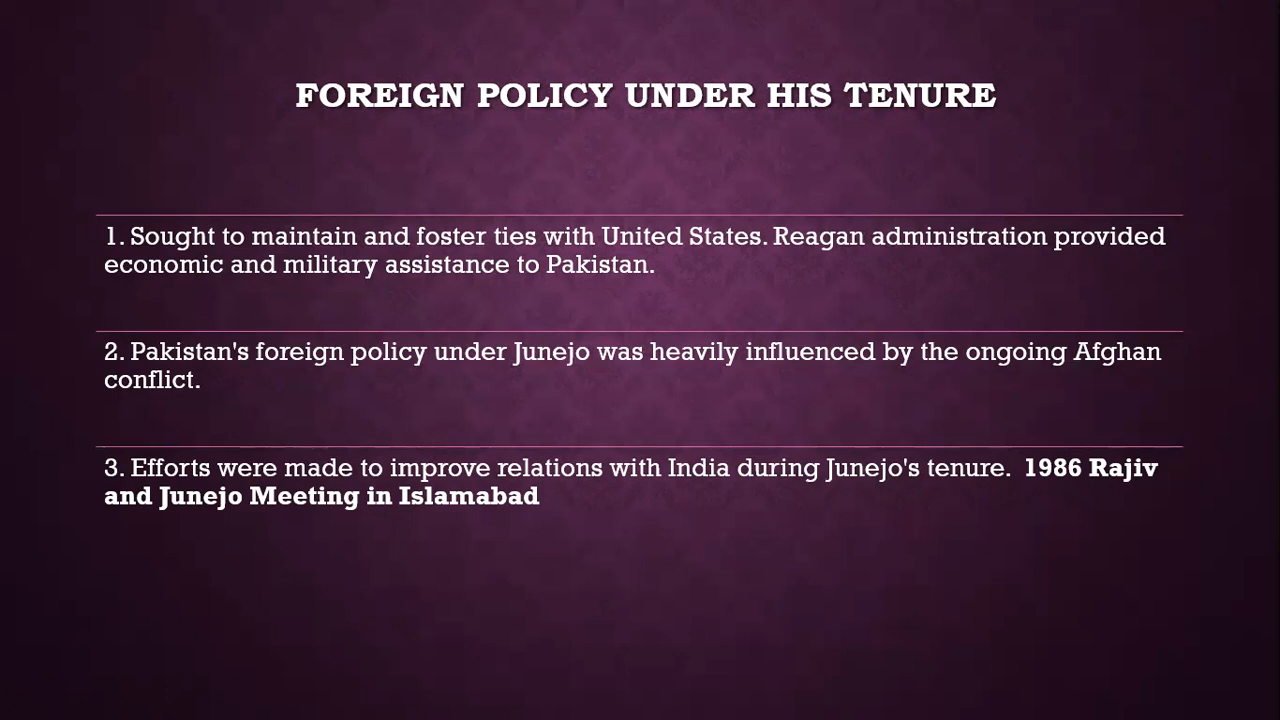 FOREIGN POLICY UNDER HIS TENURE
1. Sought to maintain and foster ties with United States. Reagan administration provided
economic and military assistance to Pakistan.
2. Pakistan's foreign policy under Junejo was heavily influenced by the ongoing Afghan
conflict.
3. Efforts were made to improve relations with India during Junejo's tenure. 1986 Rajiv
and Junejo Meeting in Islamabad